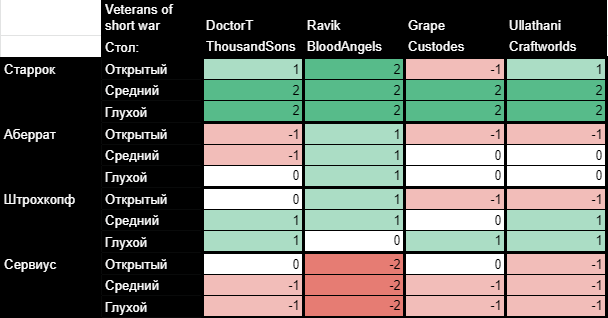 Veterans of short war DoctorT Ravik Grape Ullathani
Стол: ThousandSons BloodAngels Custodes Craftworlds
Старрок Открытый 1 2 -1 1
Средний 2 2 2 2
Глухой 2 2 2 2
Аберрат Открытый -1 1 -1 -1
Средний -1 1 0 0
Глухой 0 1 0 0
Штрохкопф Открытый 0 1 -1 -1
Средний 1 1 0 1
Глухой 1 0 1 1
Сервиус Открытый 0 -2 0 -1
Средний -1 -2 -1 -1
Глухой -1 -2 -1 -1